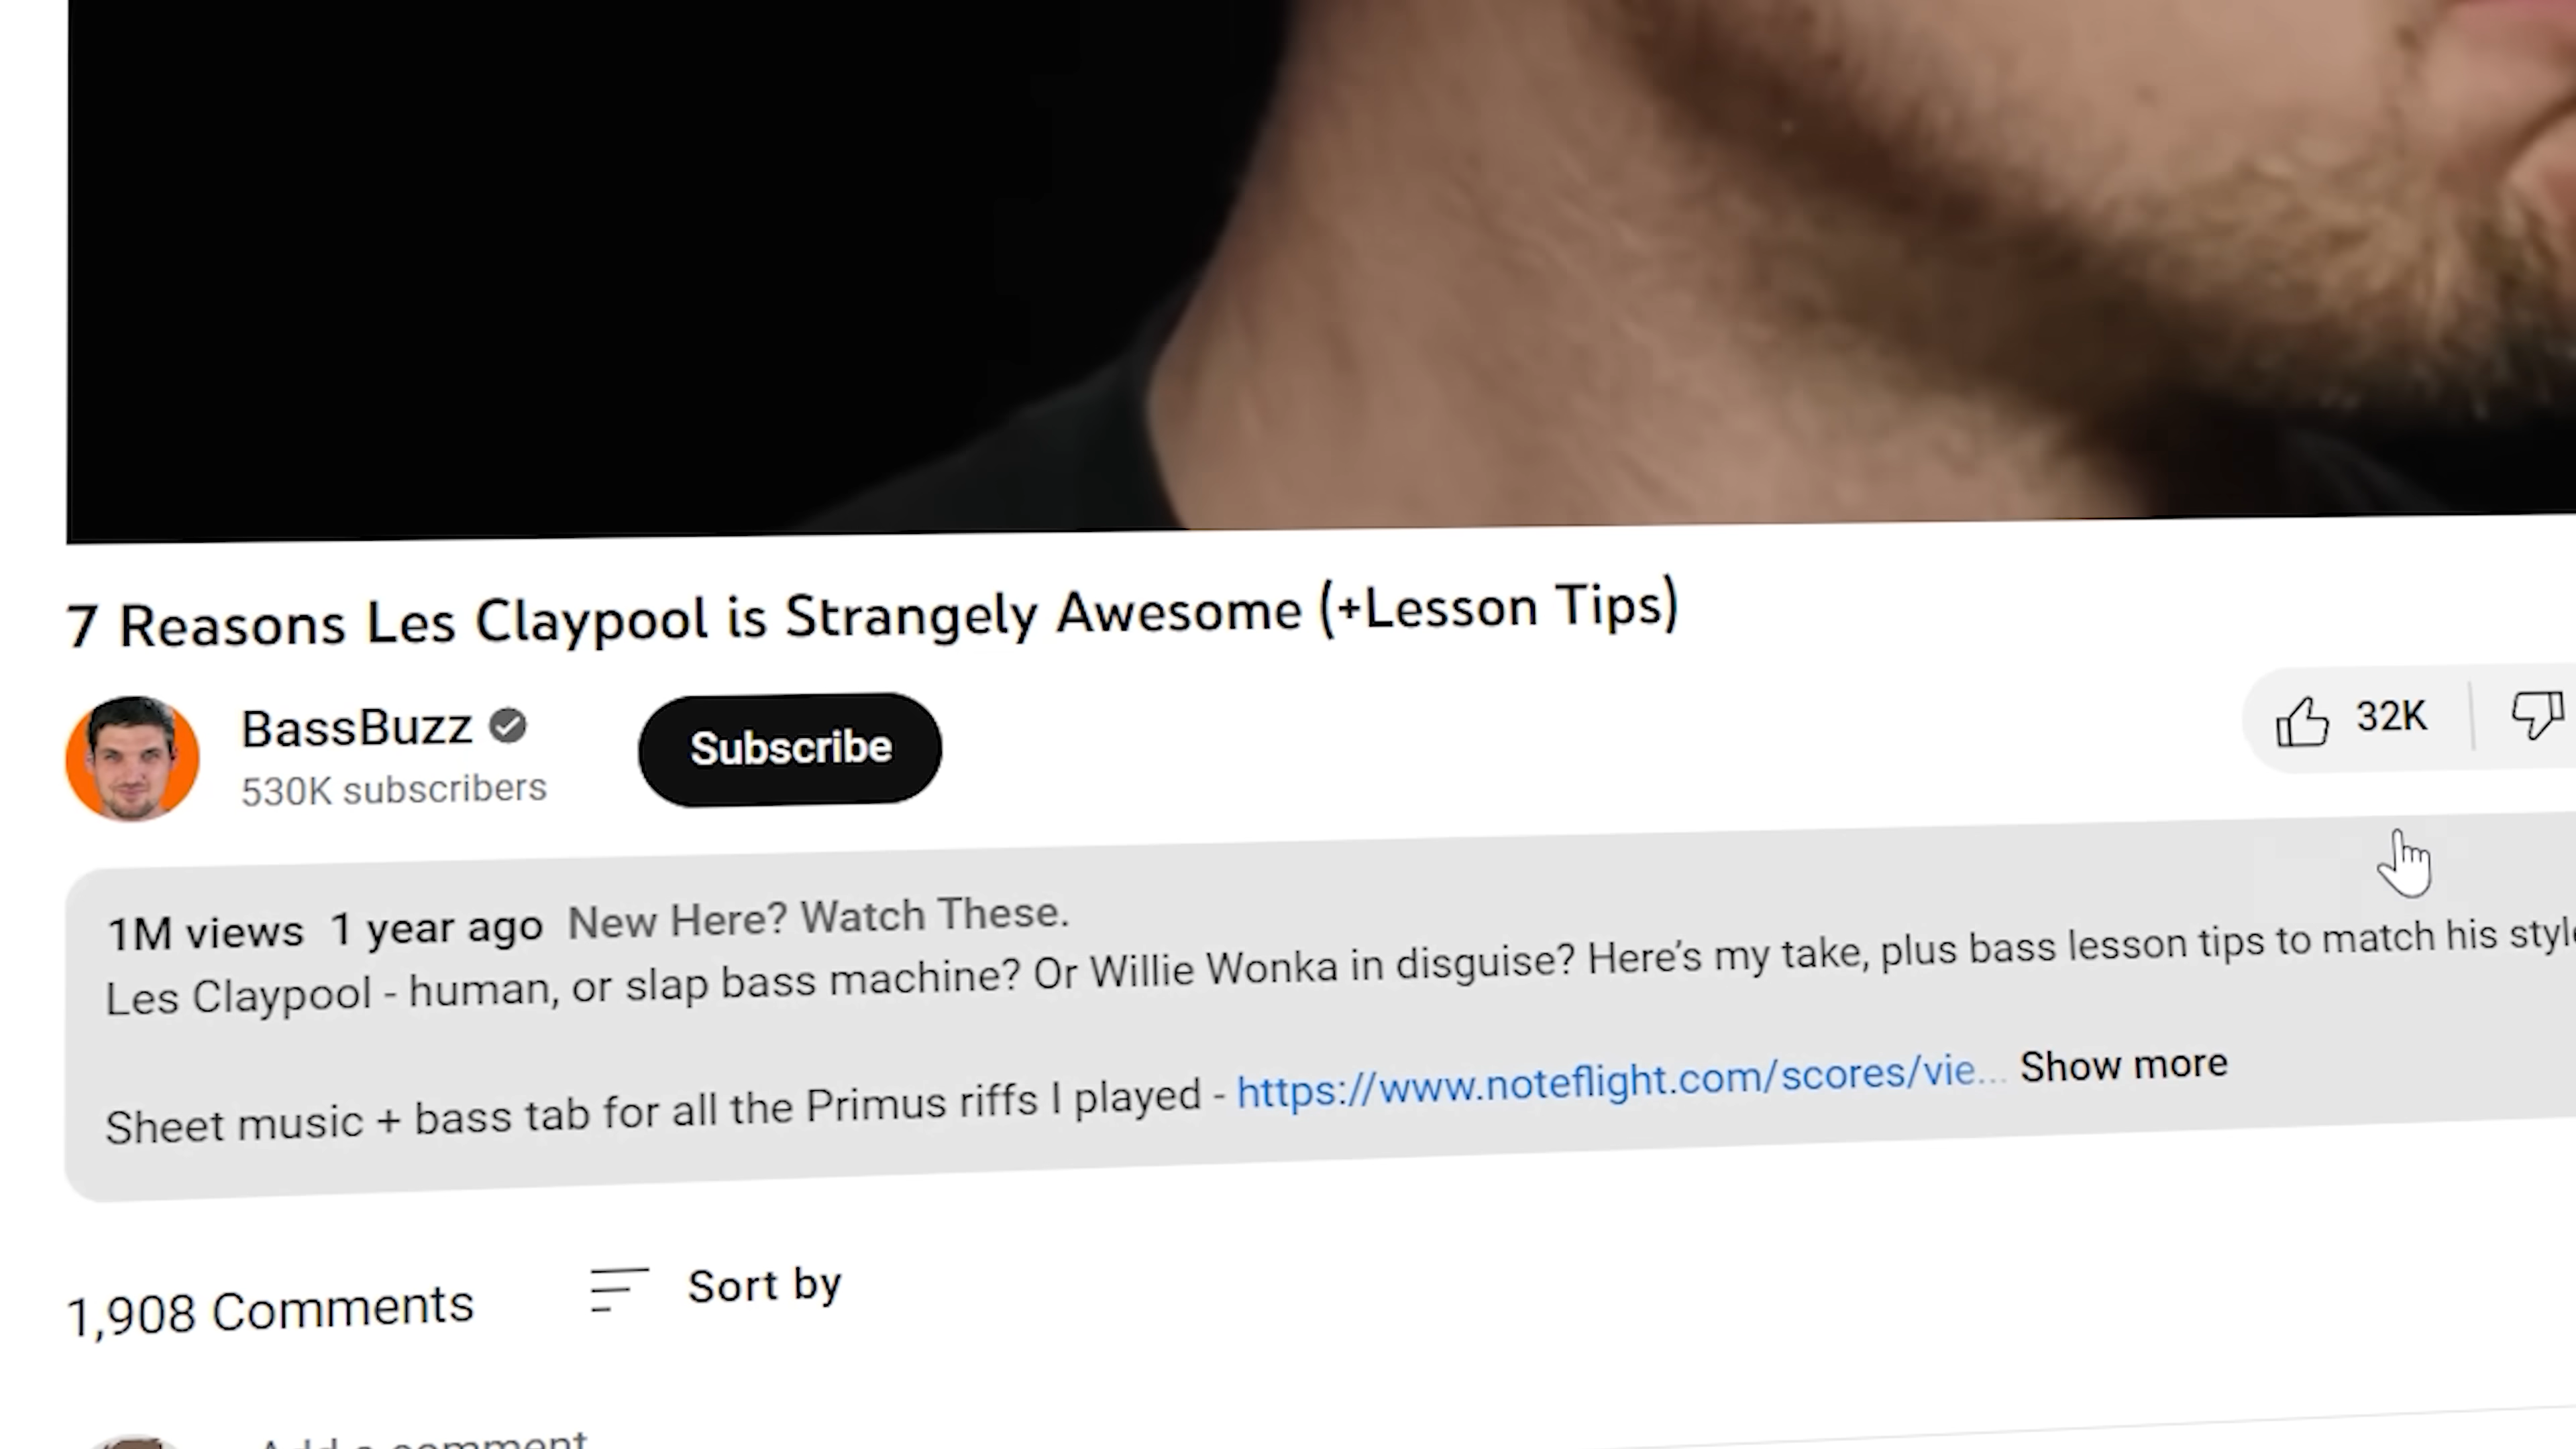 7 Reasons Les Claypool is Strangely Awesome (+Lesson Tips)
BassBuzz
530K subscribers
Subscribe
32K
1M views 1 year ago New Here? Watch These.
Les Claypool - human, or slap bass machine? Or Willie Wonka in disguise? Here's my take, plus bass lesson tips to match his style
Sheet music + bass tab for all the Primus riffs I played - https://www.noteflight.com/scores/vie... Show more
1,908 Comments
Sort by
Add a comment